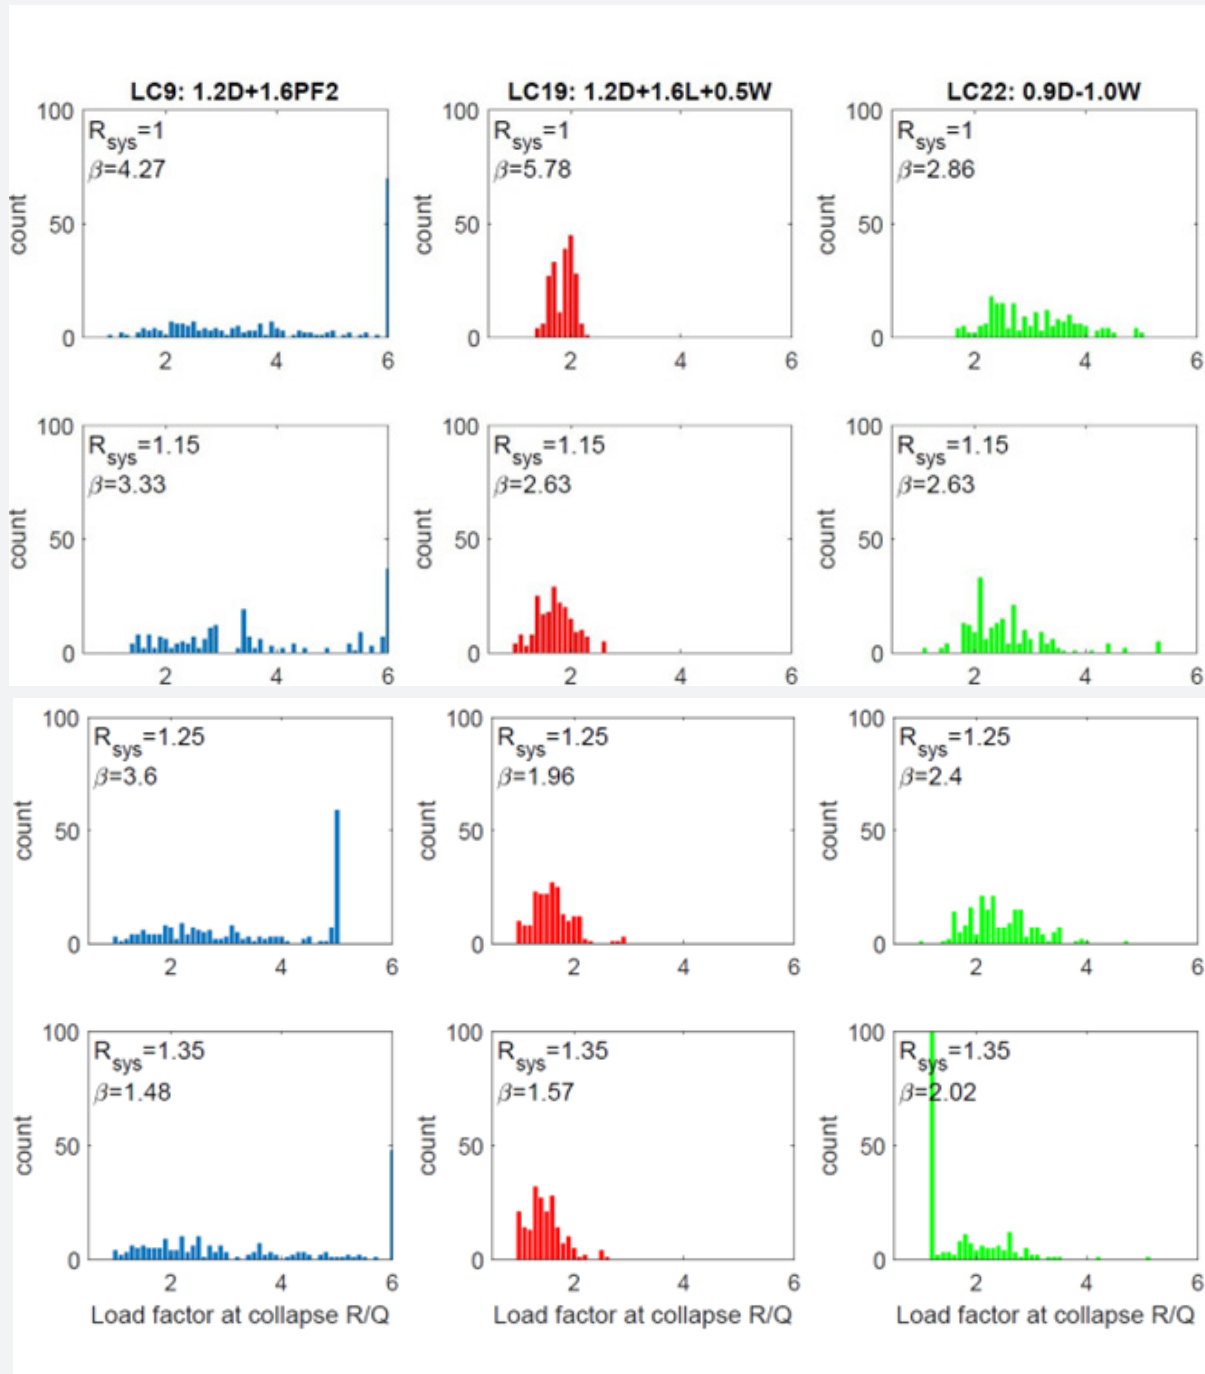 LC9: 1.2D+1.6PF2
LC19: 1.2D+1.6L+0.5W
LC22: 0.9D-1.0W
100
50
0
count
R_sys=1
β=4.27
2 4 6
100
50
0
count
R_sys=1
β=5.78
2 4 6
100
50
0
count
R_sys=1
β=2.86
2 4 6
100
50
0
count
R_sys=1.15
β=3.33
2 4 6
100
50
0
count
R_sys=1.15
β=2.63
2 4 6
100
50
0
count
R_sys=1.15
β=2.63
2 4 6
100
50
0
count
R_sys=1.25
β=3.6
2 4 6
100
50
0
count
R_sys=1.25
β=1.96
2 4 6
100
50
0
count
R_sys=1.25
β=2.4
2 4 6
100
50
0
count
R_sys=1.35
β=1.48
2 4 6
Load factor at collapse R/Q
100
50
0
count
R_sys=1.35
β=1.57
2 4 6
Load factor at collapse R/Q
100
50
0
count
R_sys=1.35
β=2.02
2 4 6
Load factor at collapse R/Q